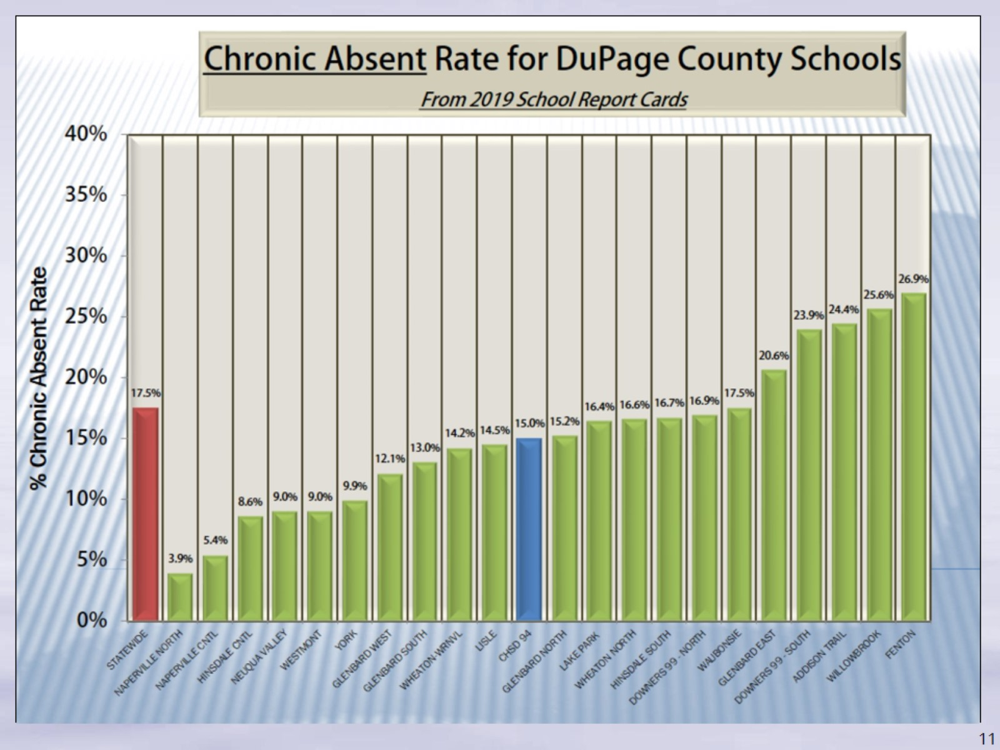 Chronic Absent Rate for DuPage County Schools
From 2019 School Report Cards
% Chronic Absent Rate
40%
35%
30%
25%
20%
15%
10%
5%
0%
17.5%
3.9%
5.4%
8.6%
9.0%
9.0%
9.9%
12.1%
13.0%
14.2%
14.5%
15.0%
15.2%
16.4%
16.6%
16.7%
16.9%
17.5%
20.6%
23.9%
24.4%
25.6%
26.9%
STATEWIDE
NAPERVILLE NORTH
NAPERVILLE CNTL
HINSDALE CNTL
NEUQUA VALLEY
WESTMONT
YORK
GLENBARD WEST
GLENBARD SOUTH
WHEATON-WRNVL
LISLE
CHSD 94
GLENBARD NORTH
LAKE PARK
WHEATON NORTH
HINSDALE SOUTH
DOWNERS 99 - NORTH
WAUBONSIE
GLENBARD EAST
DOWNERS 99 - SOUTH
ADDISON TRAIL
WILLOWBROOK
FENTON
11